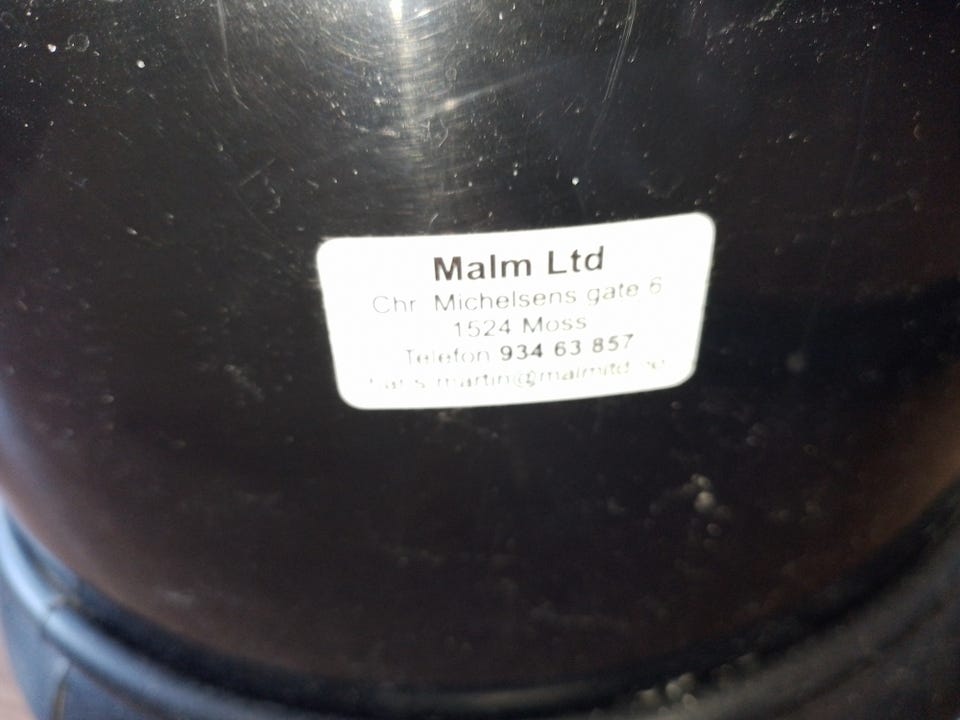 Malm Ltd
Chr. Michelsens gate 6
1524 Moss
Telefon 934 63 857